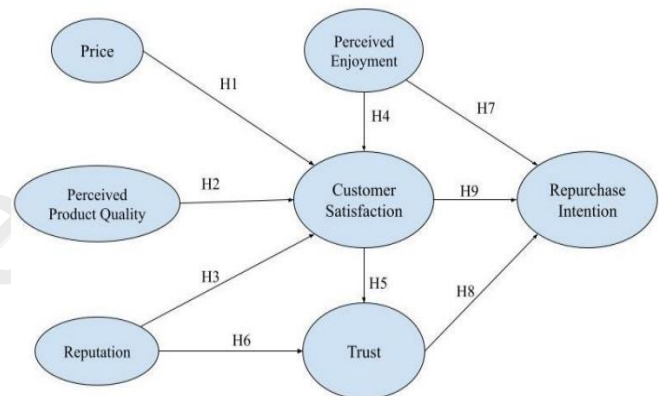 Price
Perceived
Enjoyment
H1
H4
H7
Perceived
Product Quality
H2
Customer
Satisfaction
H9
Repurchase
Intention
H3
H5
H8
Reputation
H6
Trust